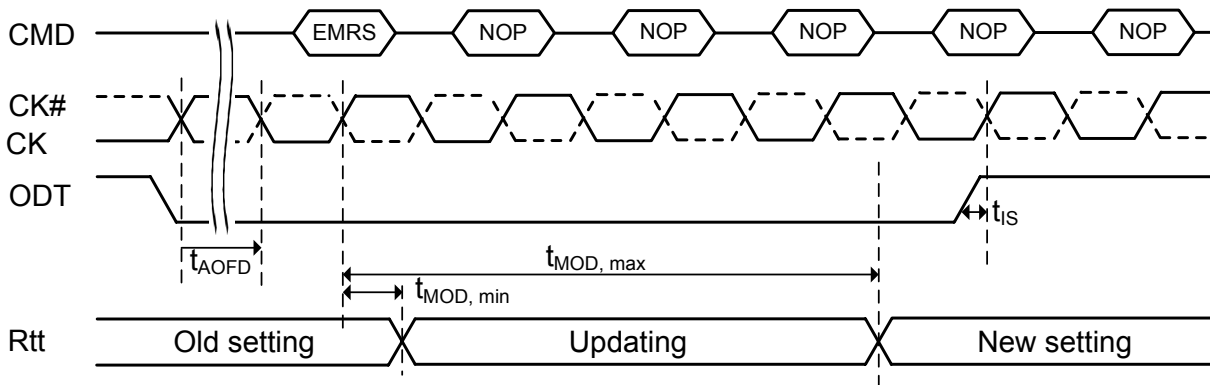 CMD EMRS NOP NOP NOP NOP NOP
CK#
CK
ODT
tIS
tAOFD
tMOD, max
tMOD, min
Rtt Old setting Updating New setting